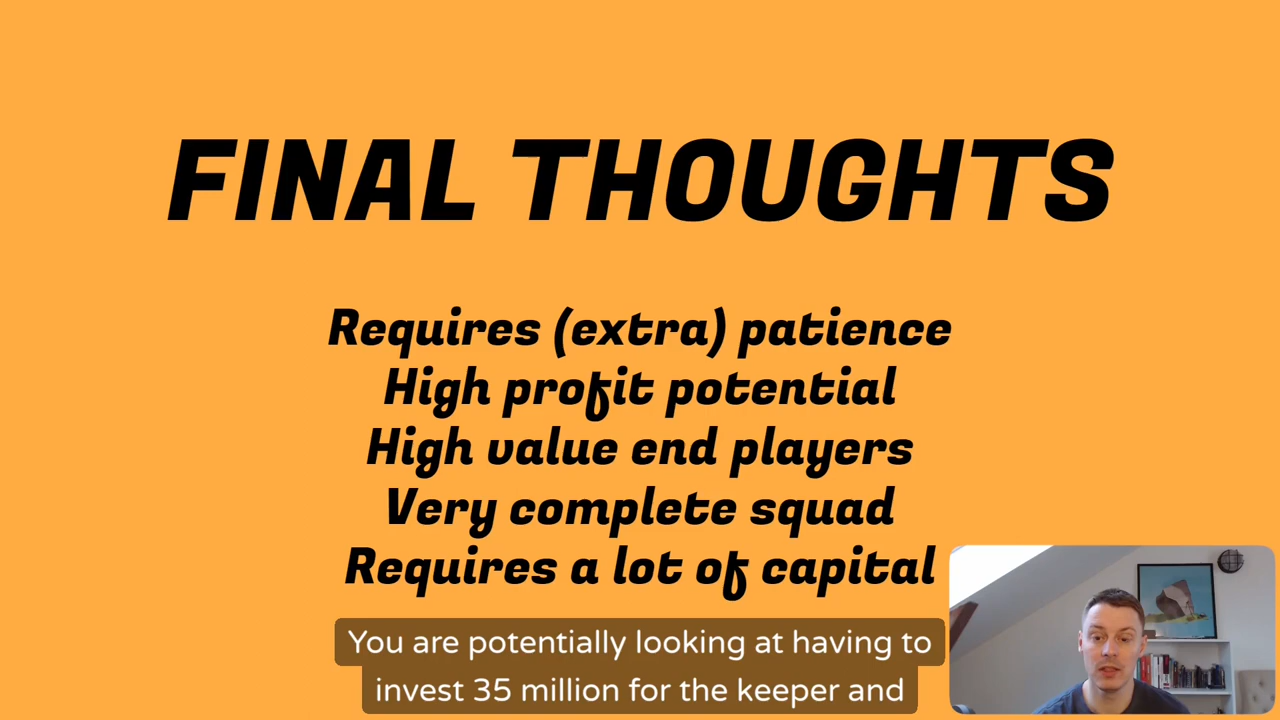 FINAL THOUGHTS
Requires (extra) patience
High profit potential
High value end players
Very complete squad
Requires a lot of capital
You are potentially looking at having to
invest 35 million for the keeper and